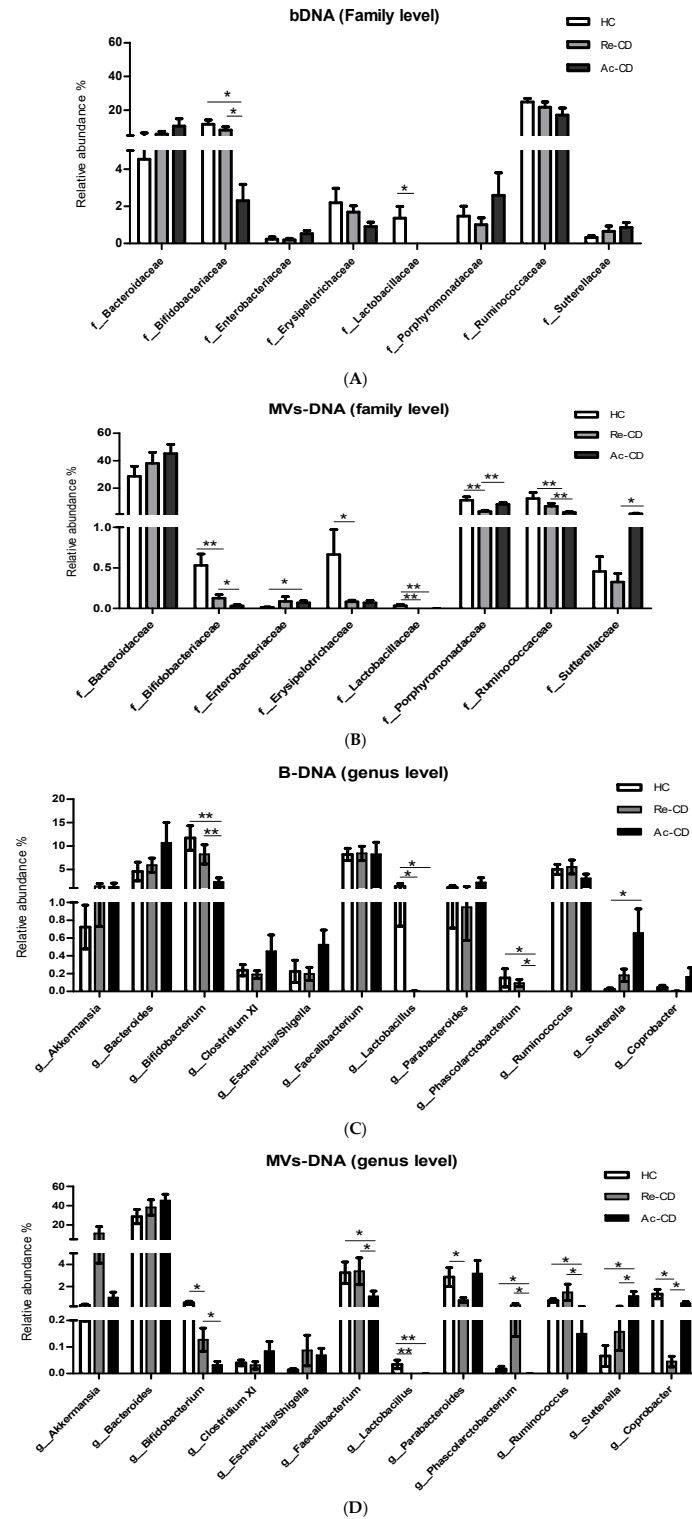 bDNA (Family level)
HC
Re-CD
Ac-CD
Relative abundance %
60
40
20
6
4
2
0
*
*
*
f__Bacteroidaceae
f__Bifidobacteriaceae
f__Enterobacteriaceae
f__Erysipelotrichaceae
f__Lactobacillaceae
f__Porphyromonadaceae
f__Ruminococcaceae
f__Sutterellaceae
(A)
MVs-DNA (family level)
HC
Re-CD
Ac-CD
Relative abundance %
60
40
20
1.0
0.5
0.0
**
*
*
*
**
**
**
**
**
**
*
f__Bacteroidaceae
f__Bifidobacteriaceae
f__Enterobacteriaceae
f__Erysipelotrichaceae
f__Lactobacillaceae
f__Porphyromonadaceae
f__Ruminococcaceae
f__Sutterellaceae
(B)
B-DNA (genus level)
HC
Re-CD
Ac-CD
Relative abundance %
20
15
10
5
1.0
0.8
0.6
0.4
0.2
0.0
**
**
*
*
*
*
*
g__Akkermansia
g__Bacteroides
g__Bifidobacterium
g__Clostridium XI
g__Escherichia/Shigella
g__Faecalibacterium
g__Lactobacillus
g__Parabacteroides
g__Phascolarctobacterium
g__Ruminococcus
g__Sutterella
g__Coprobacter
(C)
MVs-DNA (genus level)
HC
Re-CD
Ac-CD
Relative abundance %
60
40
20
4
2
0.2
0.1
0.0
*
*
*
*
**
**
*
*
*
*
*
*
*
*
*
g__Akkermansia
g__Bacteroides
g__Bifidobacterium
g__Clostridium XI
g__Escherichia/Shigella
g__Faecalibacterium
g__Lactobacillus
g__Parabacteroides
g__Phascolarctobacterium
g__Ruminococcus
g__Sutterella
g__Coprobacter
(D)